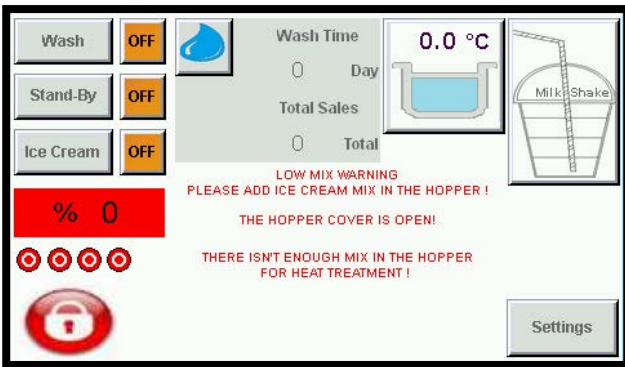 Wash OFF
Stand-By OFF
Ice Cream OFF
% 0
Wash Time
0 Day
Total Sales
0 Total
0.0 °C
Milk Shake
LOW MIX WARNING
PLEASE ADD ICE CREAM MIX IN THE HOPPER !
THE HOPPER COVER IS OPEN!
THERE ISN'T ENOUGH MIX IN THE HOPPER
FOR HEAT TREATMENT !
Settings